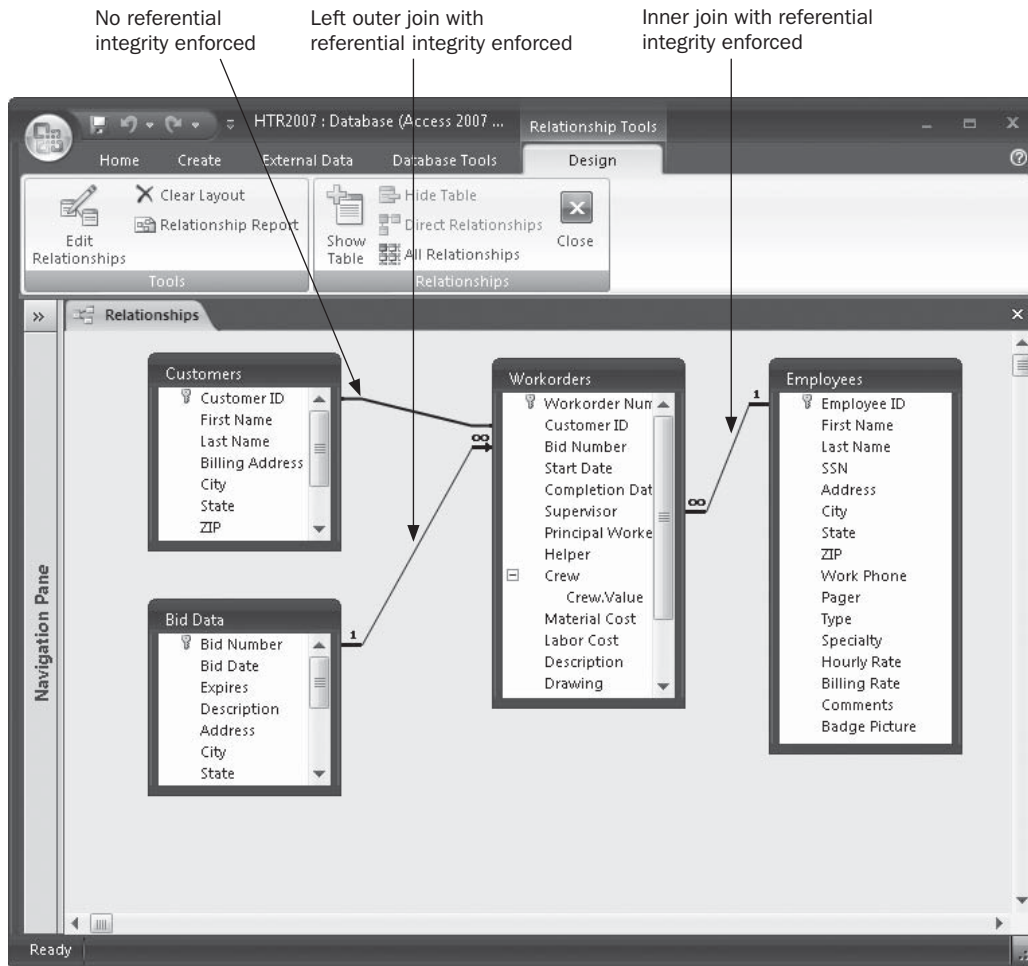 No referential
integrity enforced
Left outer join with
referential integrity enforced
Inner join with referential
integrity enforced
HTR2007 : Database (Access 2007 ...
Relationship Tools
Home Create External Data Database Tools Design
Edit
Relationships
Clear Layout
Relationship Report
Tools
Show
Table
Hide Table
Direct Relationships
All Relationships
Close
Relationships
»
Relationships
Navigation Pane
Customers
Customer ID
First Name
Last Name
Billing Address
City
State
ZIP
Bid Data
Bid Number
Bid Date
Expires
Description
Address
City
State
1
∞
Workorders
Workorder Num
Customer ID
Bid Number
Start Date
Completion Dat
Supervisor
Principal Worke
Helper
Crew
Crew.Value
Material Cost
Labor Cost
Description
Drawing
∞
1
Employees
Employee ID
First Name
Last Name
SSN
Address
City
State
ZIP
Work Phone
Pager
Type
Specialty
Hourly Rate
Billing Rate
Comments
Badge Picture
Ready